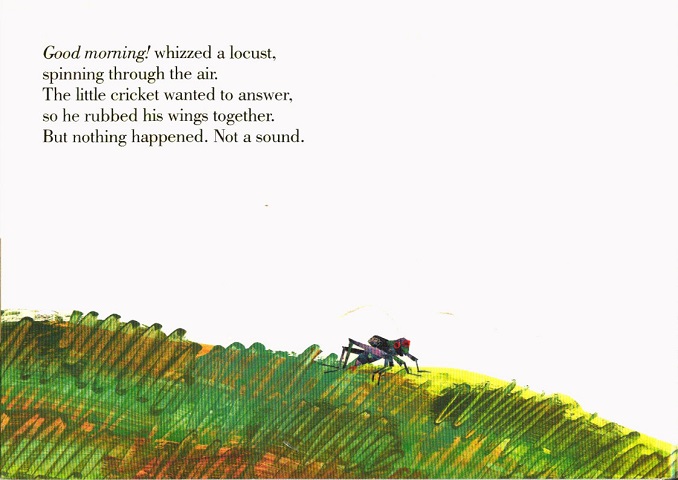 Good morning! whizzed a locust,
spinning through the air.
The little cricket wanted to answer,
so he rubbed his wings together.
But nothing happened. Not a sound.